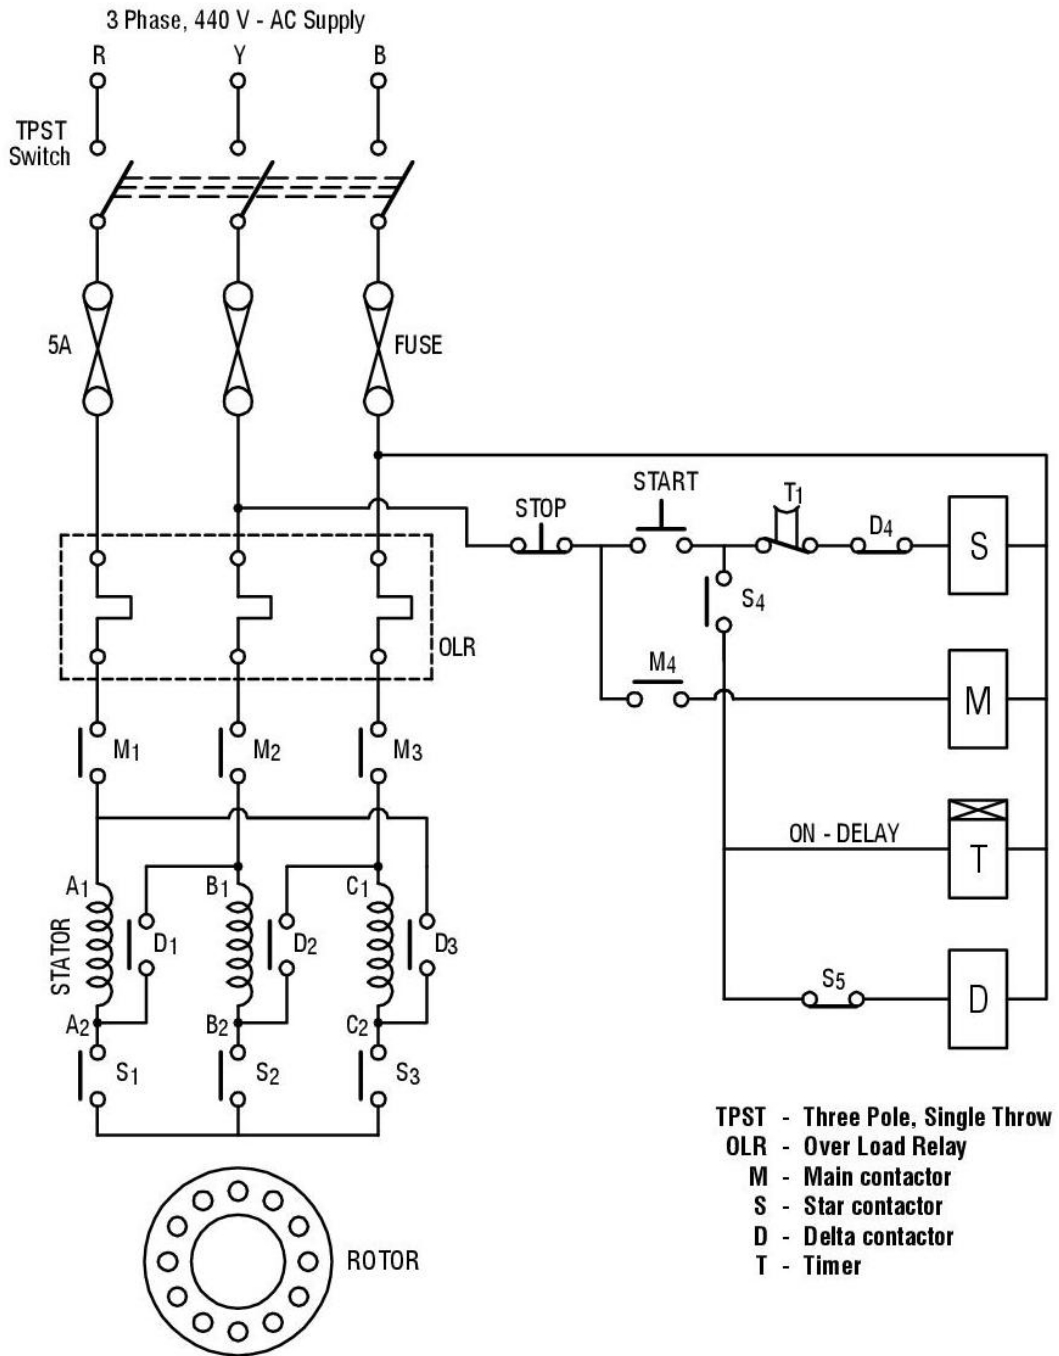 3 Phase, 440 V - AC Supply
R Y B
TPST
Switch
5A
FUSE
STOP
START
T1
D4
S
S4
OLR
M4
M
M1
M2
M3
ON - DELAY
T
A1
B1
C1
STATOR
D1
D2
D3
S5
D
A2
B2
C2
S1
S2
S3
TPST - Three Pole, Single Throw
OLR - Over Load Relay
M - Main contactor
S - Star contactor
D - Delta contactor
T - Timer
ROTOR